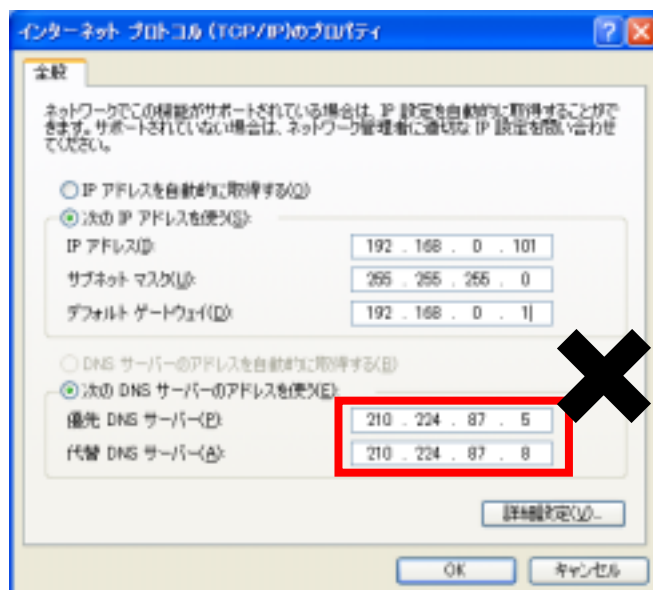 インターネット プロトコル (TCP/IP)のプロパティ
全般
ネットワークでこの機能がサポートされている場合は、IP 設定を自動的に取得することがで
きます。サポートされていない場合は、ネットワーク管理者に適切な IP 設定を問い合わせ
てください。
IP アドレスを自動的に取得する(O)
次の IP アドレスを使う(S):
IP アドレス(I):
192 . 168 . 0 . 101
サブネット マスク(U):
255 . 255 . 255 . 0
デフォルト ゲートウェイ(D):
192 . 168 . 0 . 1
DNS サーバーのアドレスを自動的に取得する(B)
次の DNS サーバーのアドレスを使う(E):
優先 DNS サーバー(P):
210 . 224 . 87 . 5
代替 DNS サーバー(A):
210 . 224 . 87 . 8
詳細設定(V)...
OK
キャンセル